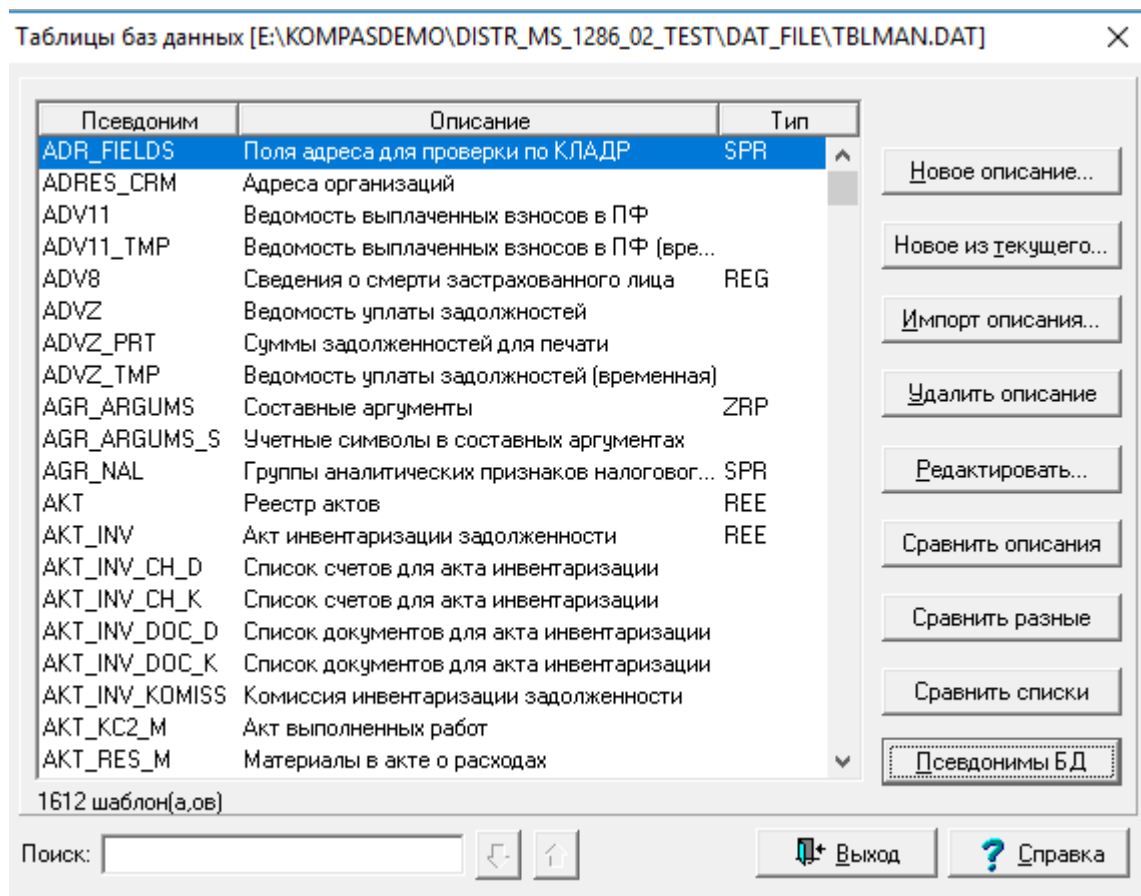 Таблицы баз данных [E:\KOMPASDEMO\DISTR_MS_1286_02_TEST\DAT_FILE\TBLMAN.DAT]
Псевдоним Описание Тип
ADR_FIELDS Поля адреса для проверки по КЛАДР SPR
ADRES_CRM Адреса организаций
ADV11 Ведомость выплаченных взносов в ПФ
ADV11_TMP Ведомость выплаченных взносов в ПФ (вре...
ADV8 Сведения о смерти застрахованного лица REG
ADVZ Ведомость уплаты задолжностей
ADVZ_PRT Суммы задолженностей для печати
ADVZ_TMP Ведомость уплаты задолжностей (временная)
AGR_ARGUMS Составные аргументы ZRP
AGR_ARGUMS_S Учетные символы в составных аргументах
AGR_NAL Группы аналитических признаков налоговог... SPR
AKT Реестр актов REE
AKT_INV Акт инвентаризации задолженности REE
AKT_INV_CH_D Список счетов для акта инвентаризации
AKT_INV_CH_K Список счетов для акта инвентаризации
AKT_INV_DOC_D Список документов для акта инвентаризации
AKT_INV_DOC_K Список документов для акта инвентаризации
AKT_INV_KOMISS Комиссия инвентаризации задолженности
AKT_KC2_M Акт выполненных работ
AKT_RES_M Материалы в акте о расходах
1612 шаблон(а,ов)
Новое описание...
Новое из текущего...
Импорт описания...
Удалить описание
Редактировать...
Сравнить описания
Сравнить разные
Сравнить списки
Псевдонимы БД
Поиск:
Выход
Справка